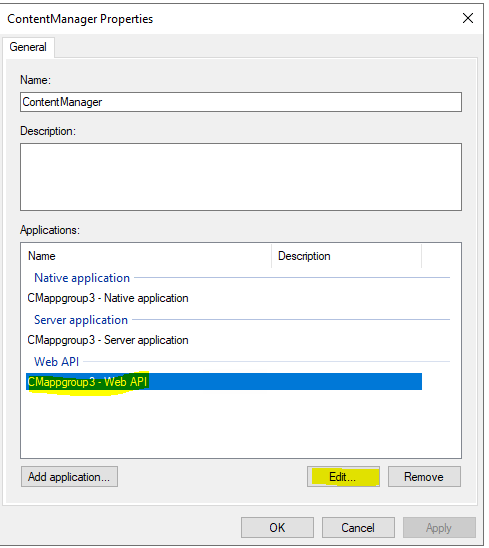 ContentManager Properties
General
Name:
ContentManager
Description:
Applications:
Name Description
Native application
CMappgroup3 - Native application
Server application
CMappgroup3 - Server application
Web API
CMappgroup3 - Web API
Add application... Edit... Remove
OK Cancel Apply